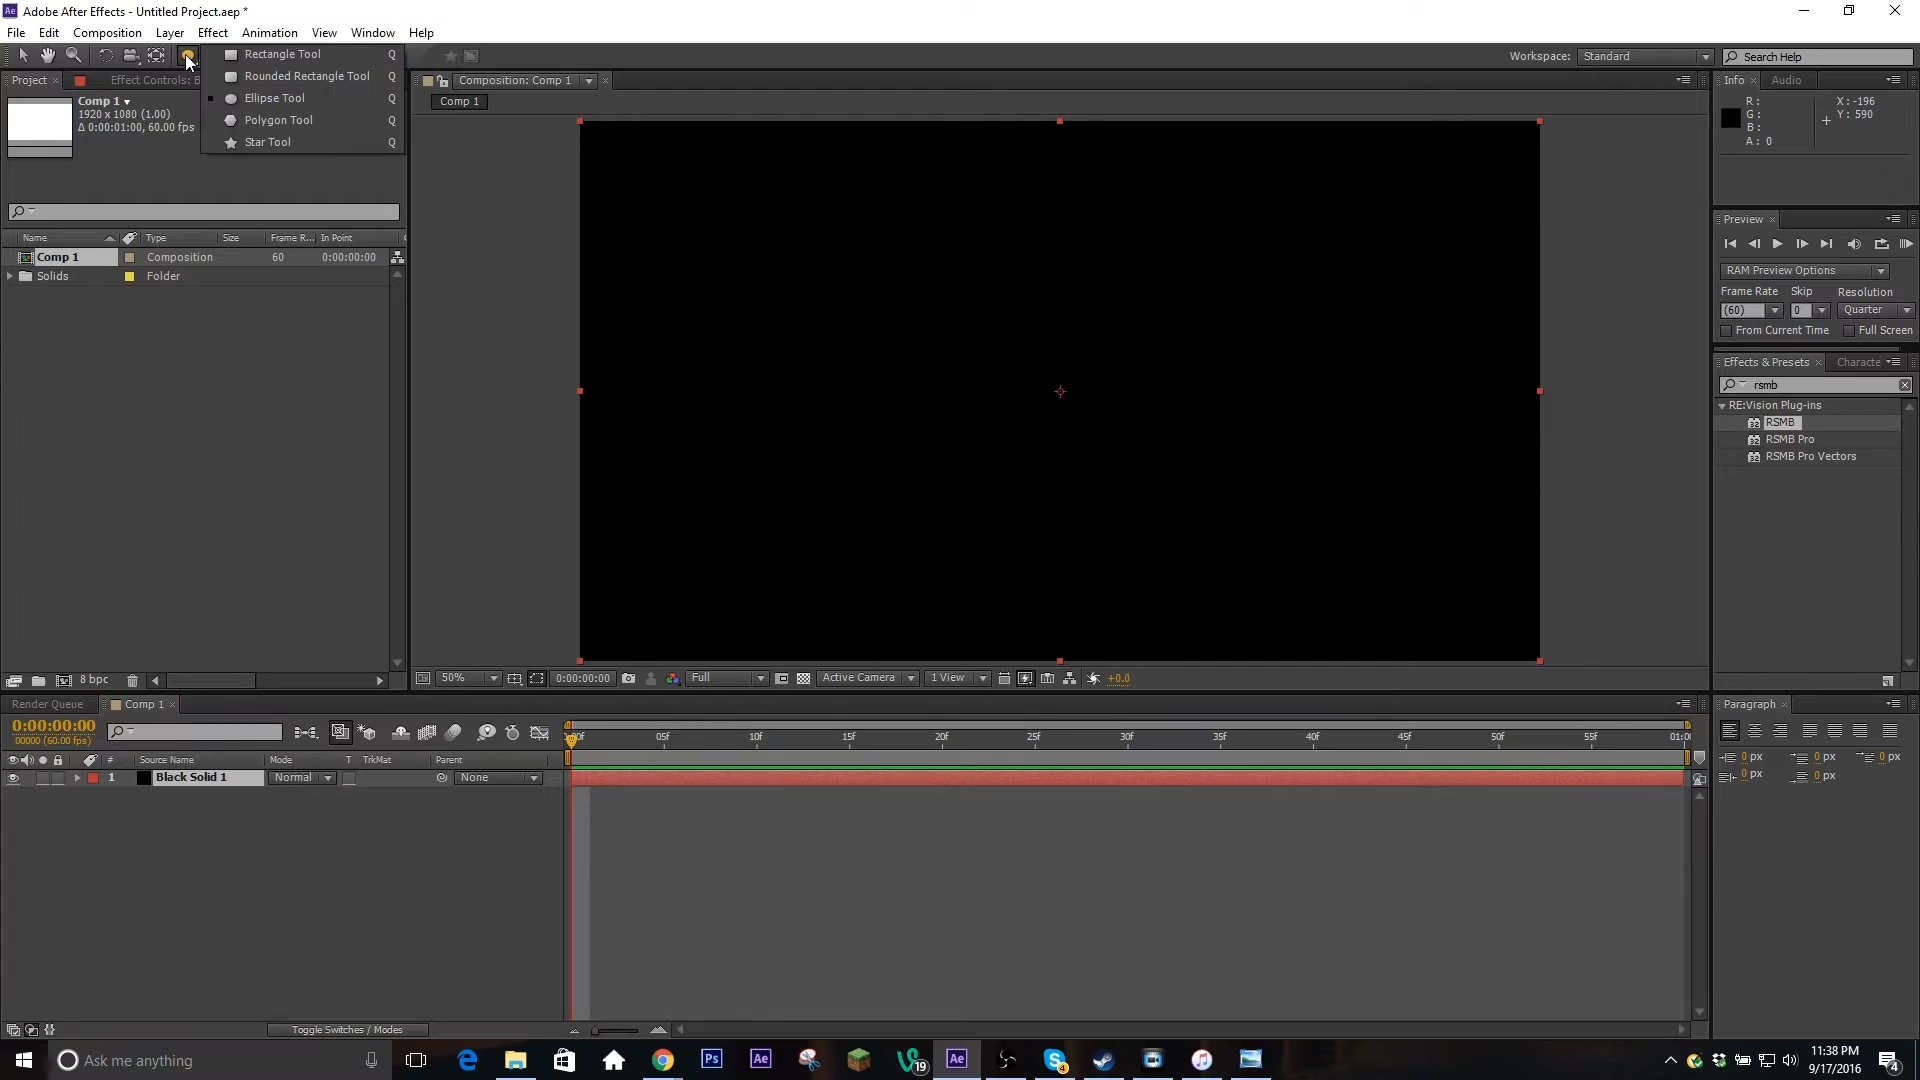 Adobe After Effects - Untitled Project.aep *
File Edit Composition Layer Effect Animation View Window Help
Workspace: Standard Search Help
Rectangle Tool Q
Rounded Rectangle Tool Q
Ellipse Tool Q
Polygon Tool Q
Star Tool Q
Project × Effect Controls: B
Comp 1
1920 x 1080 (1.00)
Δ 0:00:01:00, 60.00 fps
Name Type Size Frame R... In Point
Comp 1 Composition 60 0:00:00:00
Solids Folder
8 bpc
Composition: Comp 1 ×
Comp 1
50% 0:00:00:00 Full Active Camera 1 View +0.0
Info × Audio
R: X: -196
G: Y: 590
B:
A: 0
Preview ×
RAM Preview Options
Frame Rate Skip Resolution
(60) 0 Quarter
From Current Time Full Screen
Effects & Presets × Characte
rsmb
RE:Vision Plug-ins
32 RSMB
32 RSMB Pro
32 RSMB Pro Vectors
Render Queue Comp 1 ×
0:00:00:00
00000 (60.00 fps)
05f 10f 15f 20f 25f 30f 35f 40f 45f 50f 55f
# Source Name Mode T TrkMat Parent
1 Black Solid 1 Normal None
Toggle Switches / Modes
Paragraph ×
0 px 0 px 0 px
0 px 0 px
Ask me anything
Ps Ae 19 Ae 4
11:38 PM
9/17/2016
4